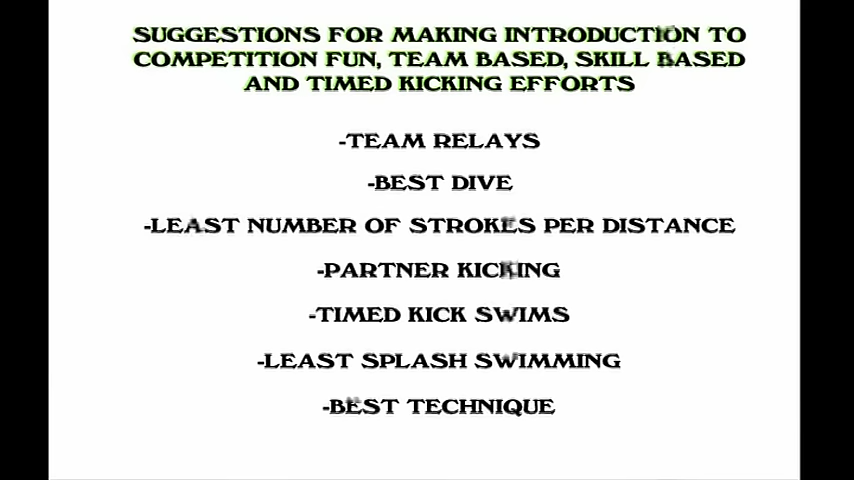 SUGGESTIONS FOR MAKING INTRODUCTION TO
COMPETITION FUN, TEAM BASED, SKILL BASED
AND TIMED KICKING EFFORTS
-TEAM RELAYS
-BEST DIVE
-LEAST NUMBER OF STROKES PER DISTANCE
-PARTNER KICKING
-TIMED KICK SWIMS
-LEAST SPLASH SWIMMING
-BEST TECHNIQUE